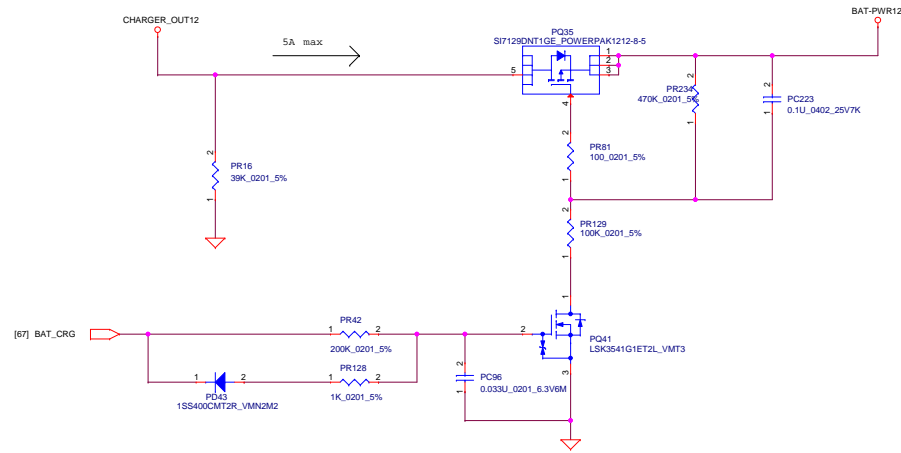 CHARGER_OUT12
BAT-PWR12
5A max
PQ35
SI7129DNT1GE_POWERPAK1212-8-5
5
1
2
3
4
2
PR234
470K_0201_5%
1
2
PC223
0.1U_0402_25V7K
1
2
PR81
100_0201_5%
1
2
PR16
39K_0201_5%
1
2
PR129
100K_0201_5%
1
[67] BAT_CRG
PR42
1 2
200K_0201_5%
PR128
1 2
1K_0201_5%
1 2
PD43
1SS400CMT2R_VMN2M2
2
PC96
0.033U_0201_6.3V6M
1
1
2
PQ41
LSK3541G1ET2L_VMT3
3